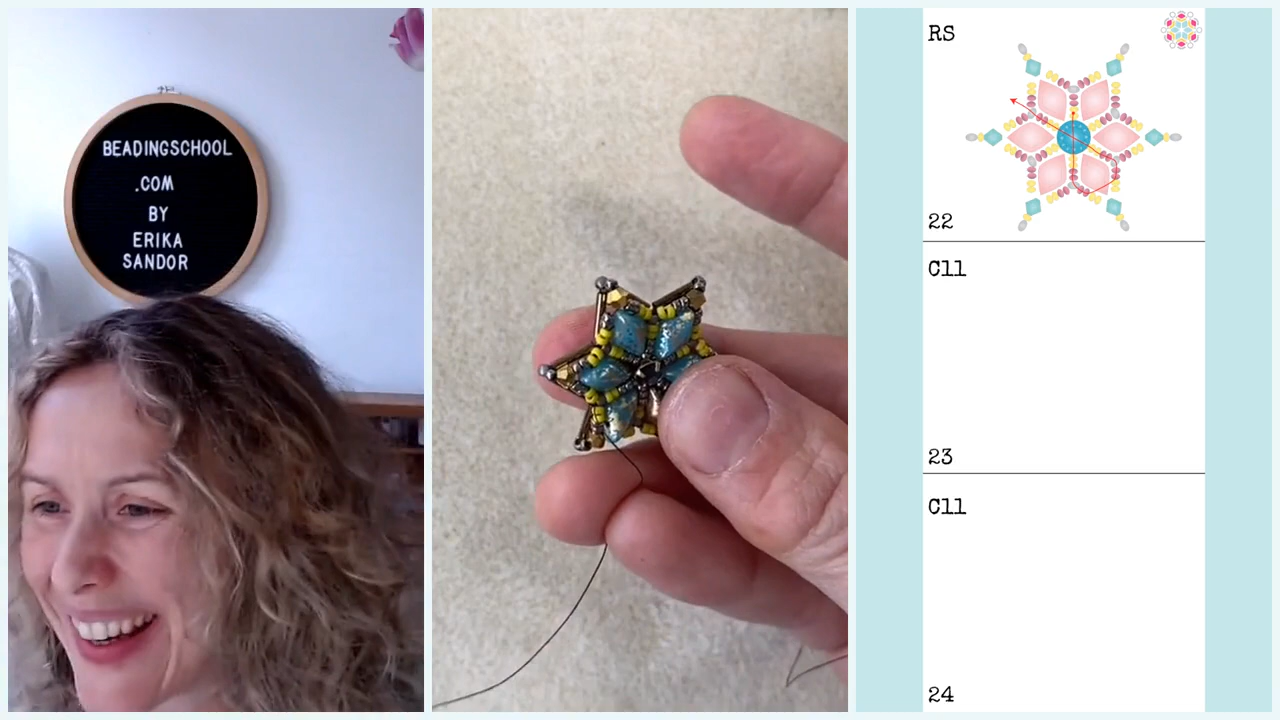 BEADINGSCHOOL
.COM
BY
ERIKA
SANDOR
RS
22
C11
23
C11
24